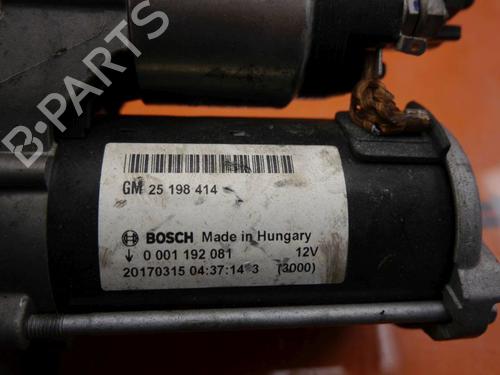 B-PARTS
GM 25 198 414
BOSCH Made in Hungary
0 001 192 081 12V
20170315 04:37:14 3 (3000)
B-PARTS